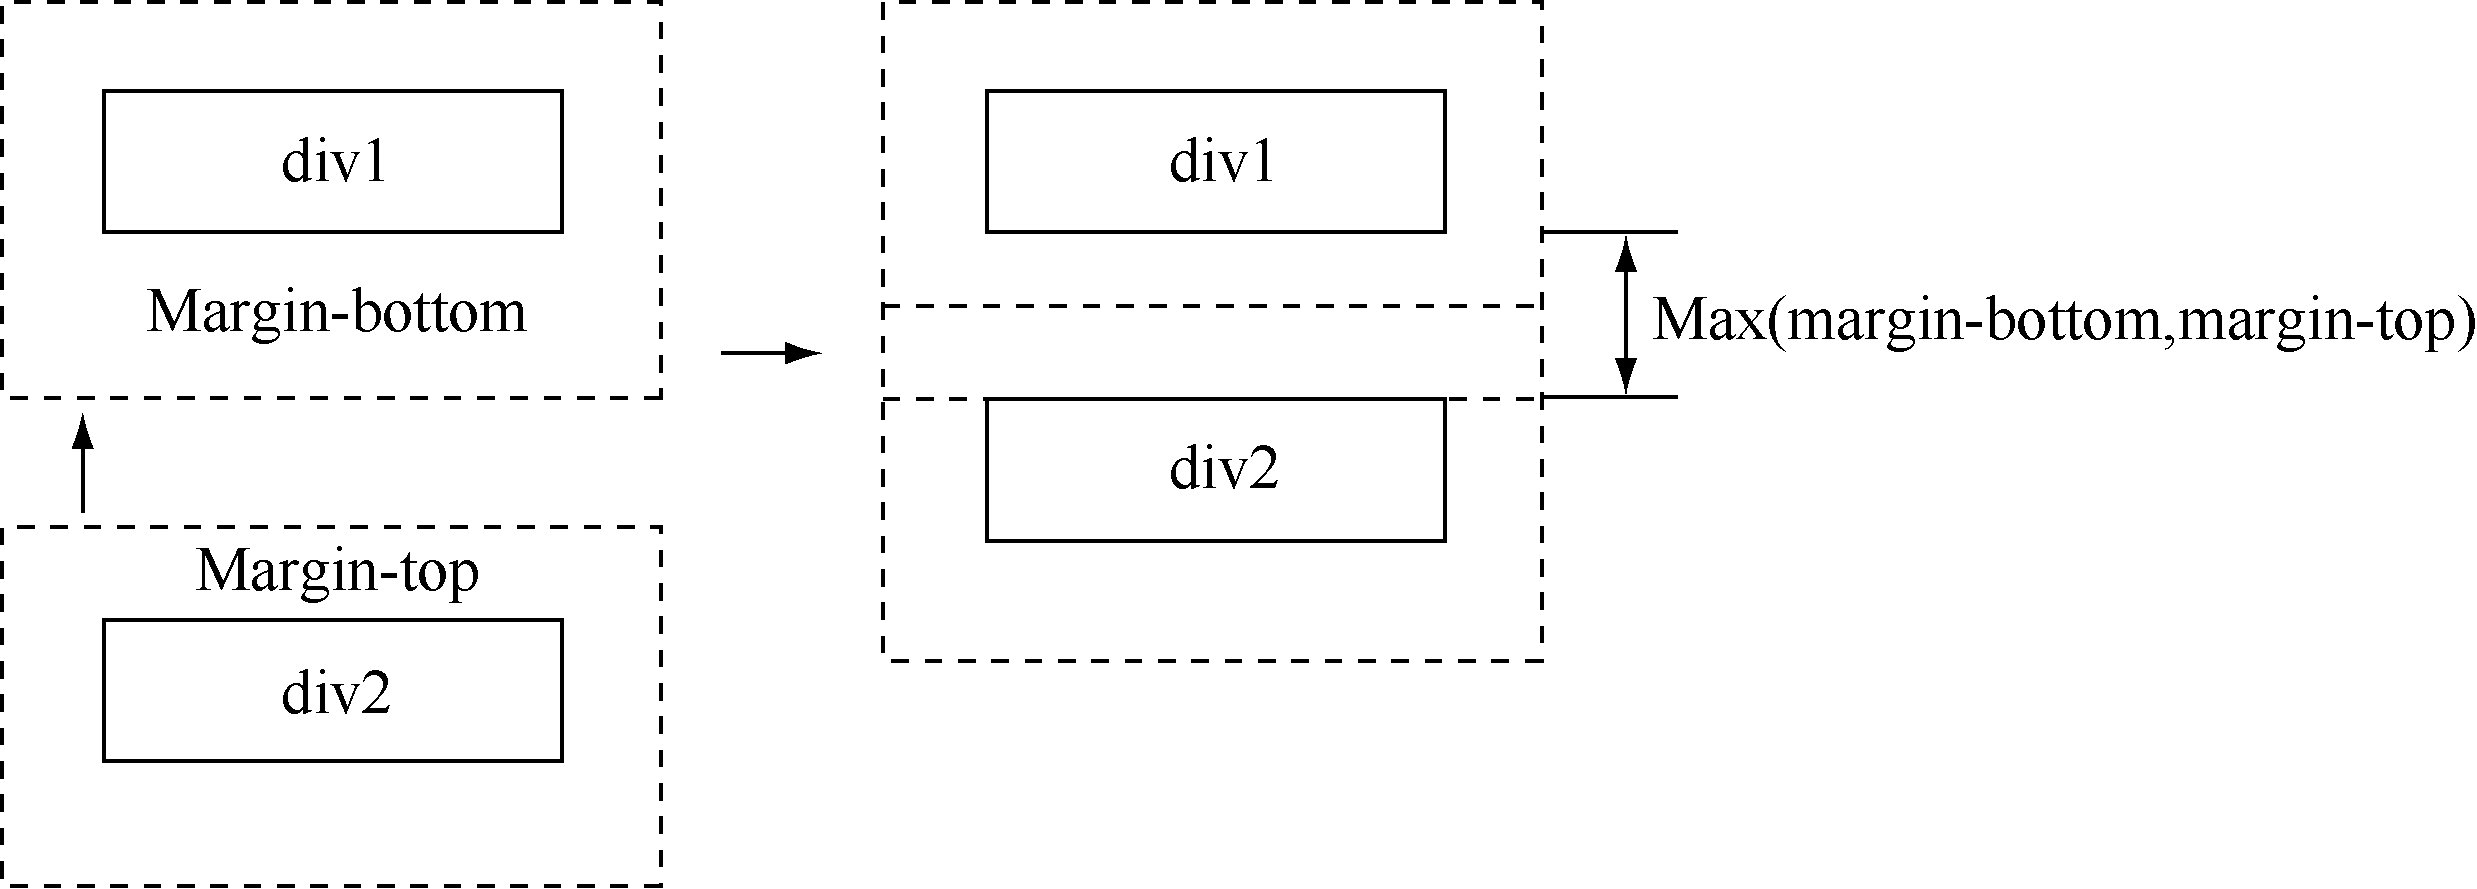 div1
Margin-bottom
Margin-top
div2
div1
div2
Max(margin-bottom,margin-top)